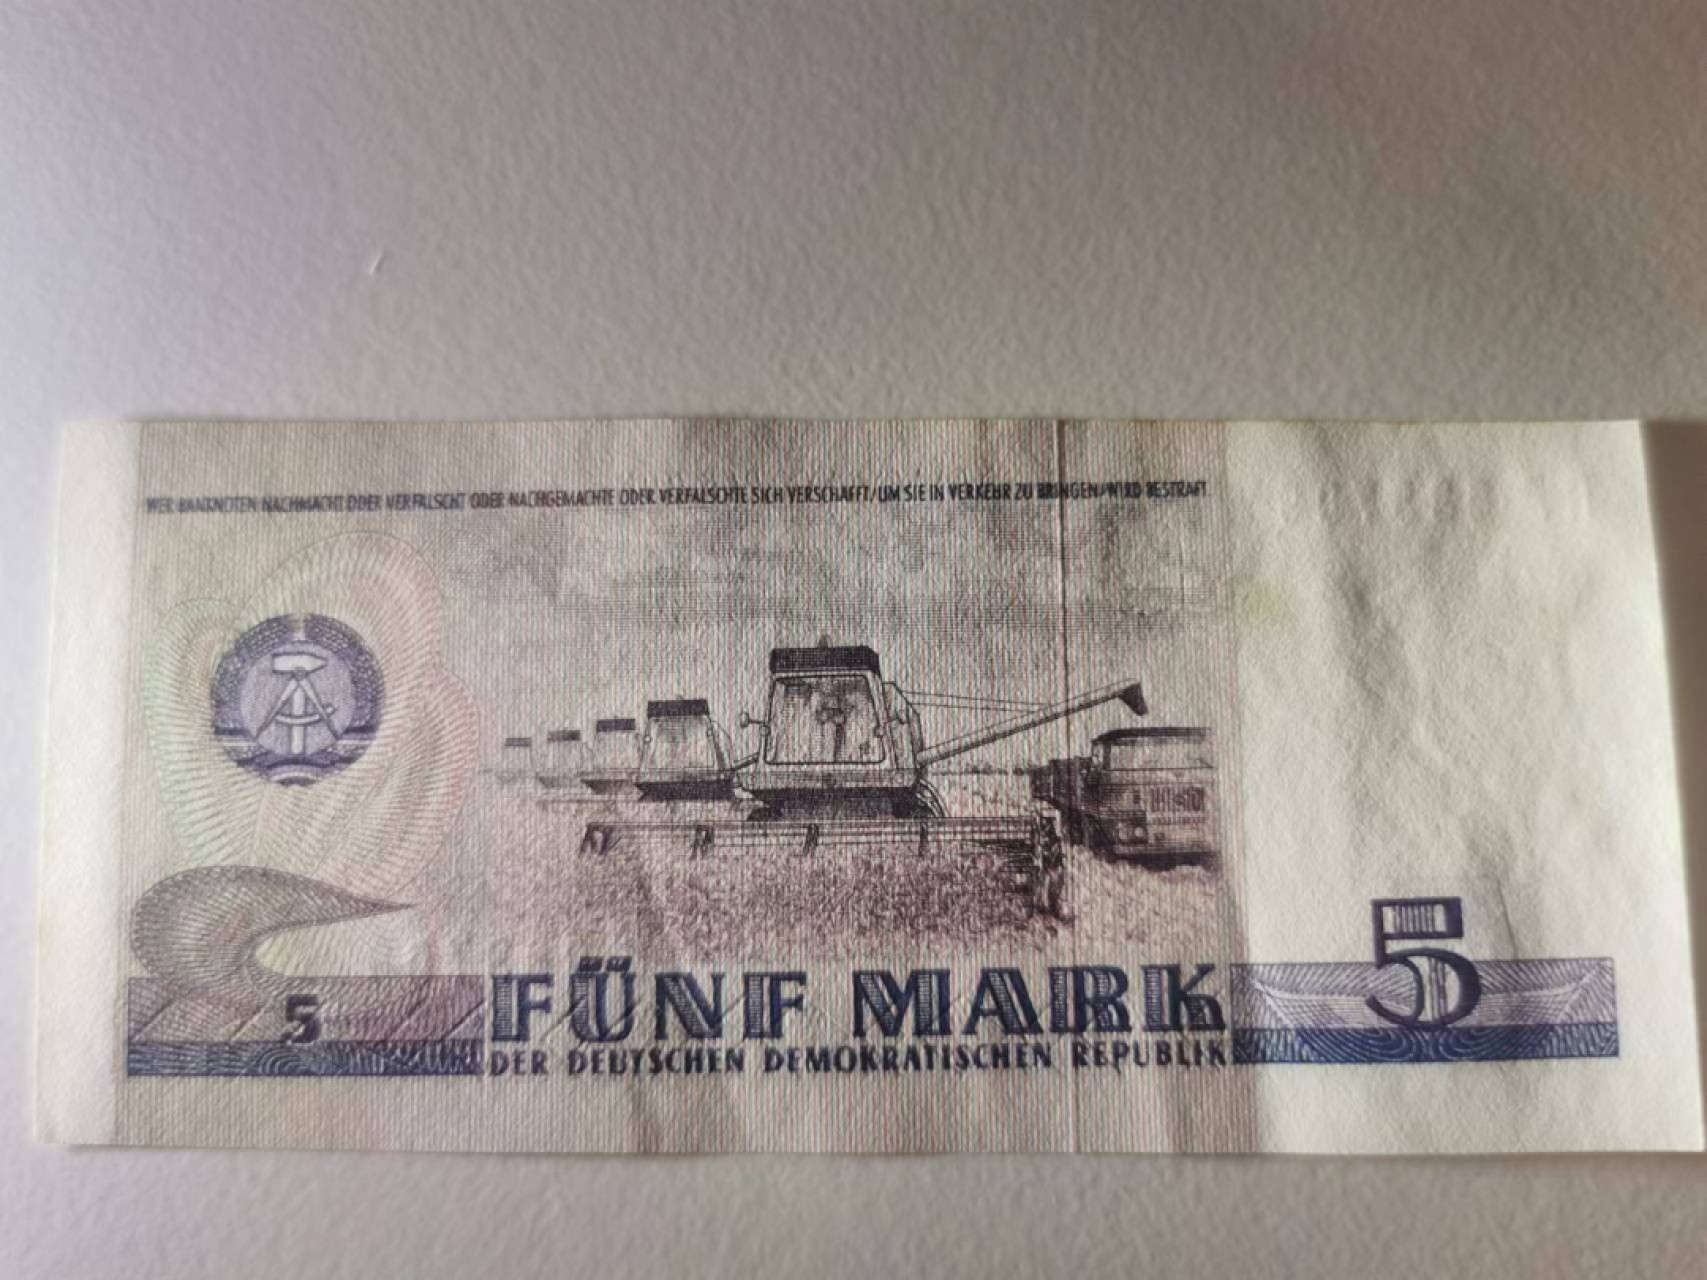 WER BANKNOTEN NACHMACHT ODER VERFÄLSCHT ODER NACHGEMACHTE ODER VERFÄLSCHTE SICH VERSCHAFFT/UM SIE IN VERKEHR ZU BRINGEN/WIRD BESTRAFT.
5
5 FÜNF MARK
DER DEUTSCHEN DEMOKRATISCHEN REPUBLIK